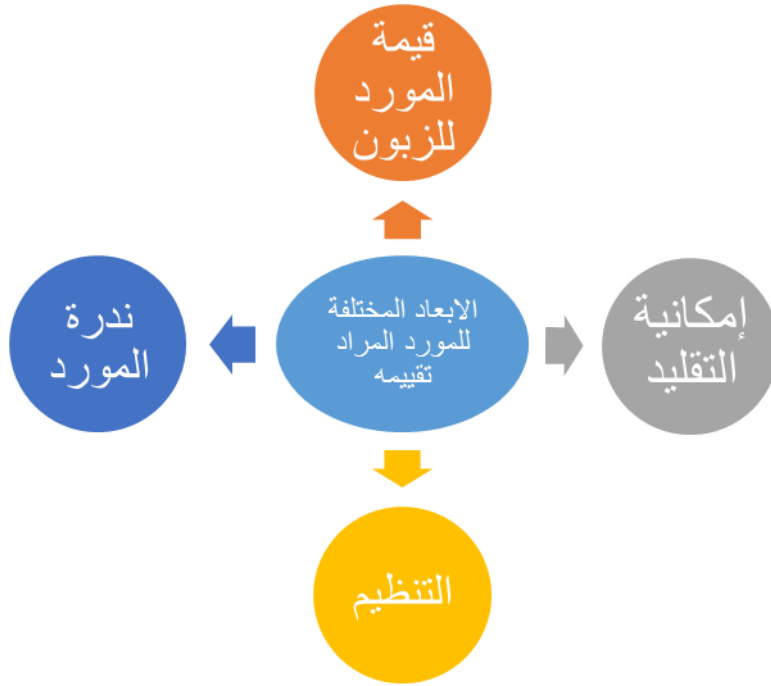 قيمة
المورد
للزبون
إمكانية
التقليد
الابعاد المختلفة
للمورد المراد
تقييمه
ندرة
المورد
التنظيم